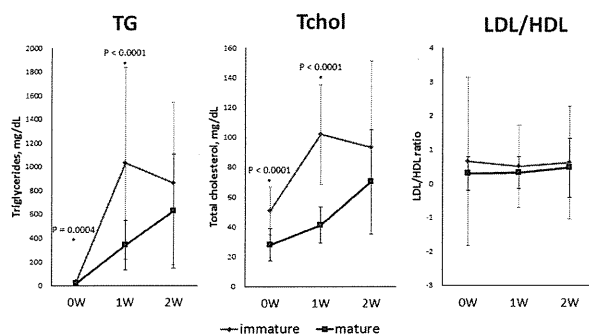 TG
Tchol
LDL/HDL
Triglycerides, mg/dL
2000
1800
1600
1400
1200
1000
800
600
400
200
0
P < 0.0001
*
P = 0.0004
*
0W 1W 2W
Total cholesterol, mg/dL
160
140
120
100
80
60
40
20
0
P < 0.0001
*
P < 0.0001
*
0W 1W 2W
LDL/HDL ratio
4
3
2
1
0
-1
-2
-3
0W 1W 2W
immature mature